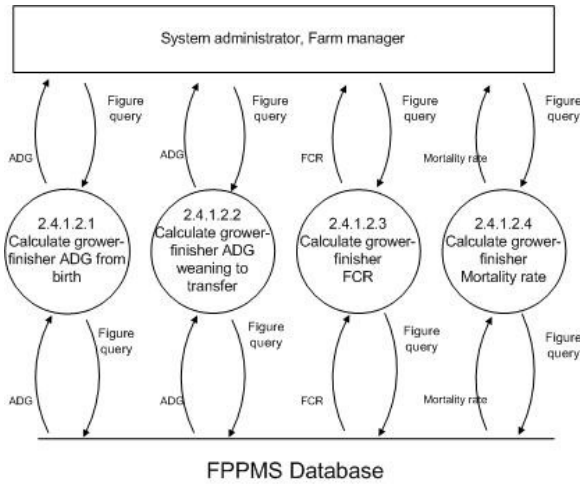 System administrator, Farm manager
Figure
query
Figure
query
Figure
query
Figure
query
ADG
ADG
FCR
Mortality rate
2.4.1.2.1
Calculate grower-
finisher ADG from
birth
2.4.1.2.2
Calculate grower-
finisher ADG
weaning to
transfer
2.4.1.2.3
Calculate grower-
finisher
FCR
2.4.1.2.4
Calculate grower-
finisher
Mortality rate
Figure
query
Figure
query
Figure
query
Figure
query
ADG
ADG
FCR
Mortality rate
FPPMS Database